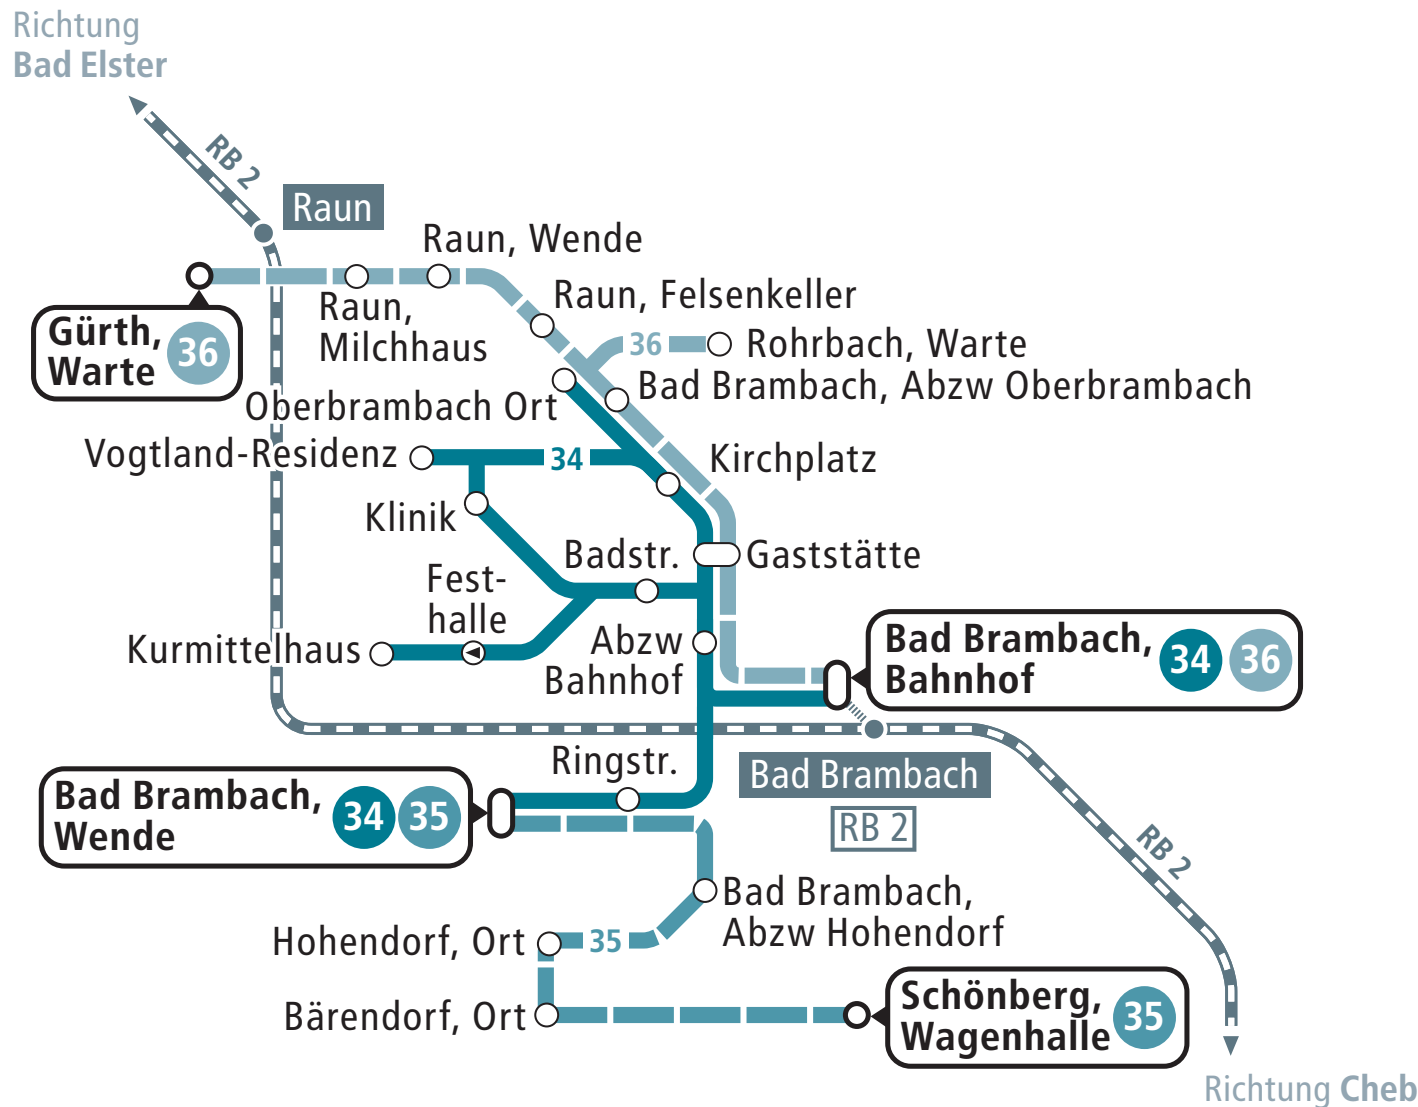 Richtung
Bad Elster
RB 2
Raun
Raun, Wende
Raun,
Milchhaus
Raun, Felsenkeller
Gürth,
Warte
36
36
Rohrbach, Warte
Bad Brambach, Abzw Oberbrambach
Oberbrambach Ort
Vogtland-Residenz
34
Kirchplatz
Klinik
Badstr.
Gaststätte
Fest-
halle
Kurmittelhaus
Abzw
Bahnhof
Bad Brambach,
Bahnhof
34
36
Ringstr.
Bad Brambach
RB 2
Bad Brambach,
Wende
34
35
RB 2
Bad Brambach,
Abzw Hohendorf
Hohendorf, Ort
35
Bärendorf, Ort
Schönberg,
Wagenhalle
35
Richtung Cheb